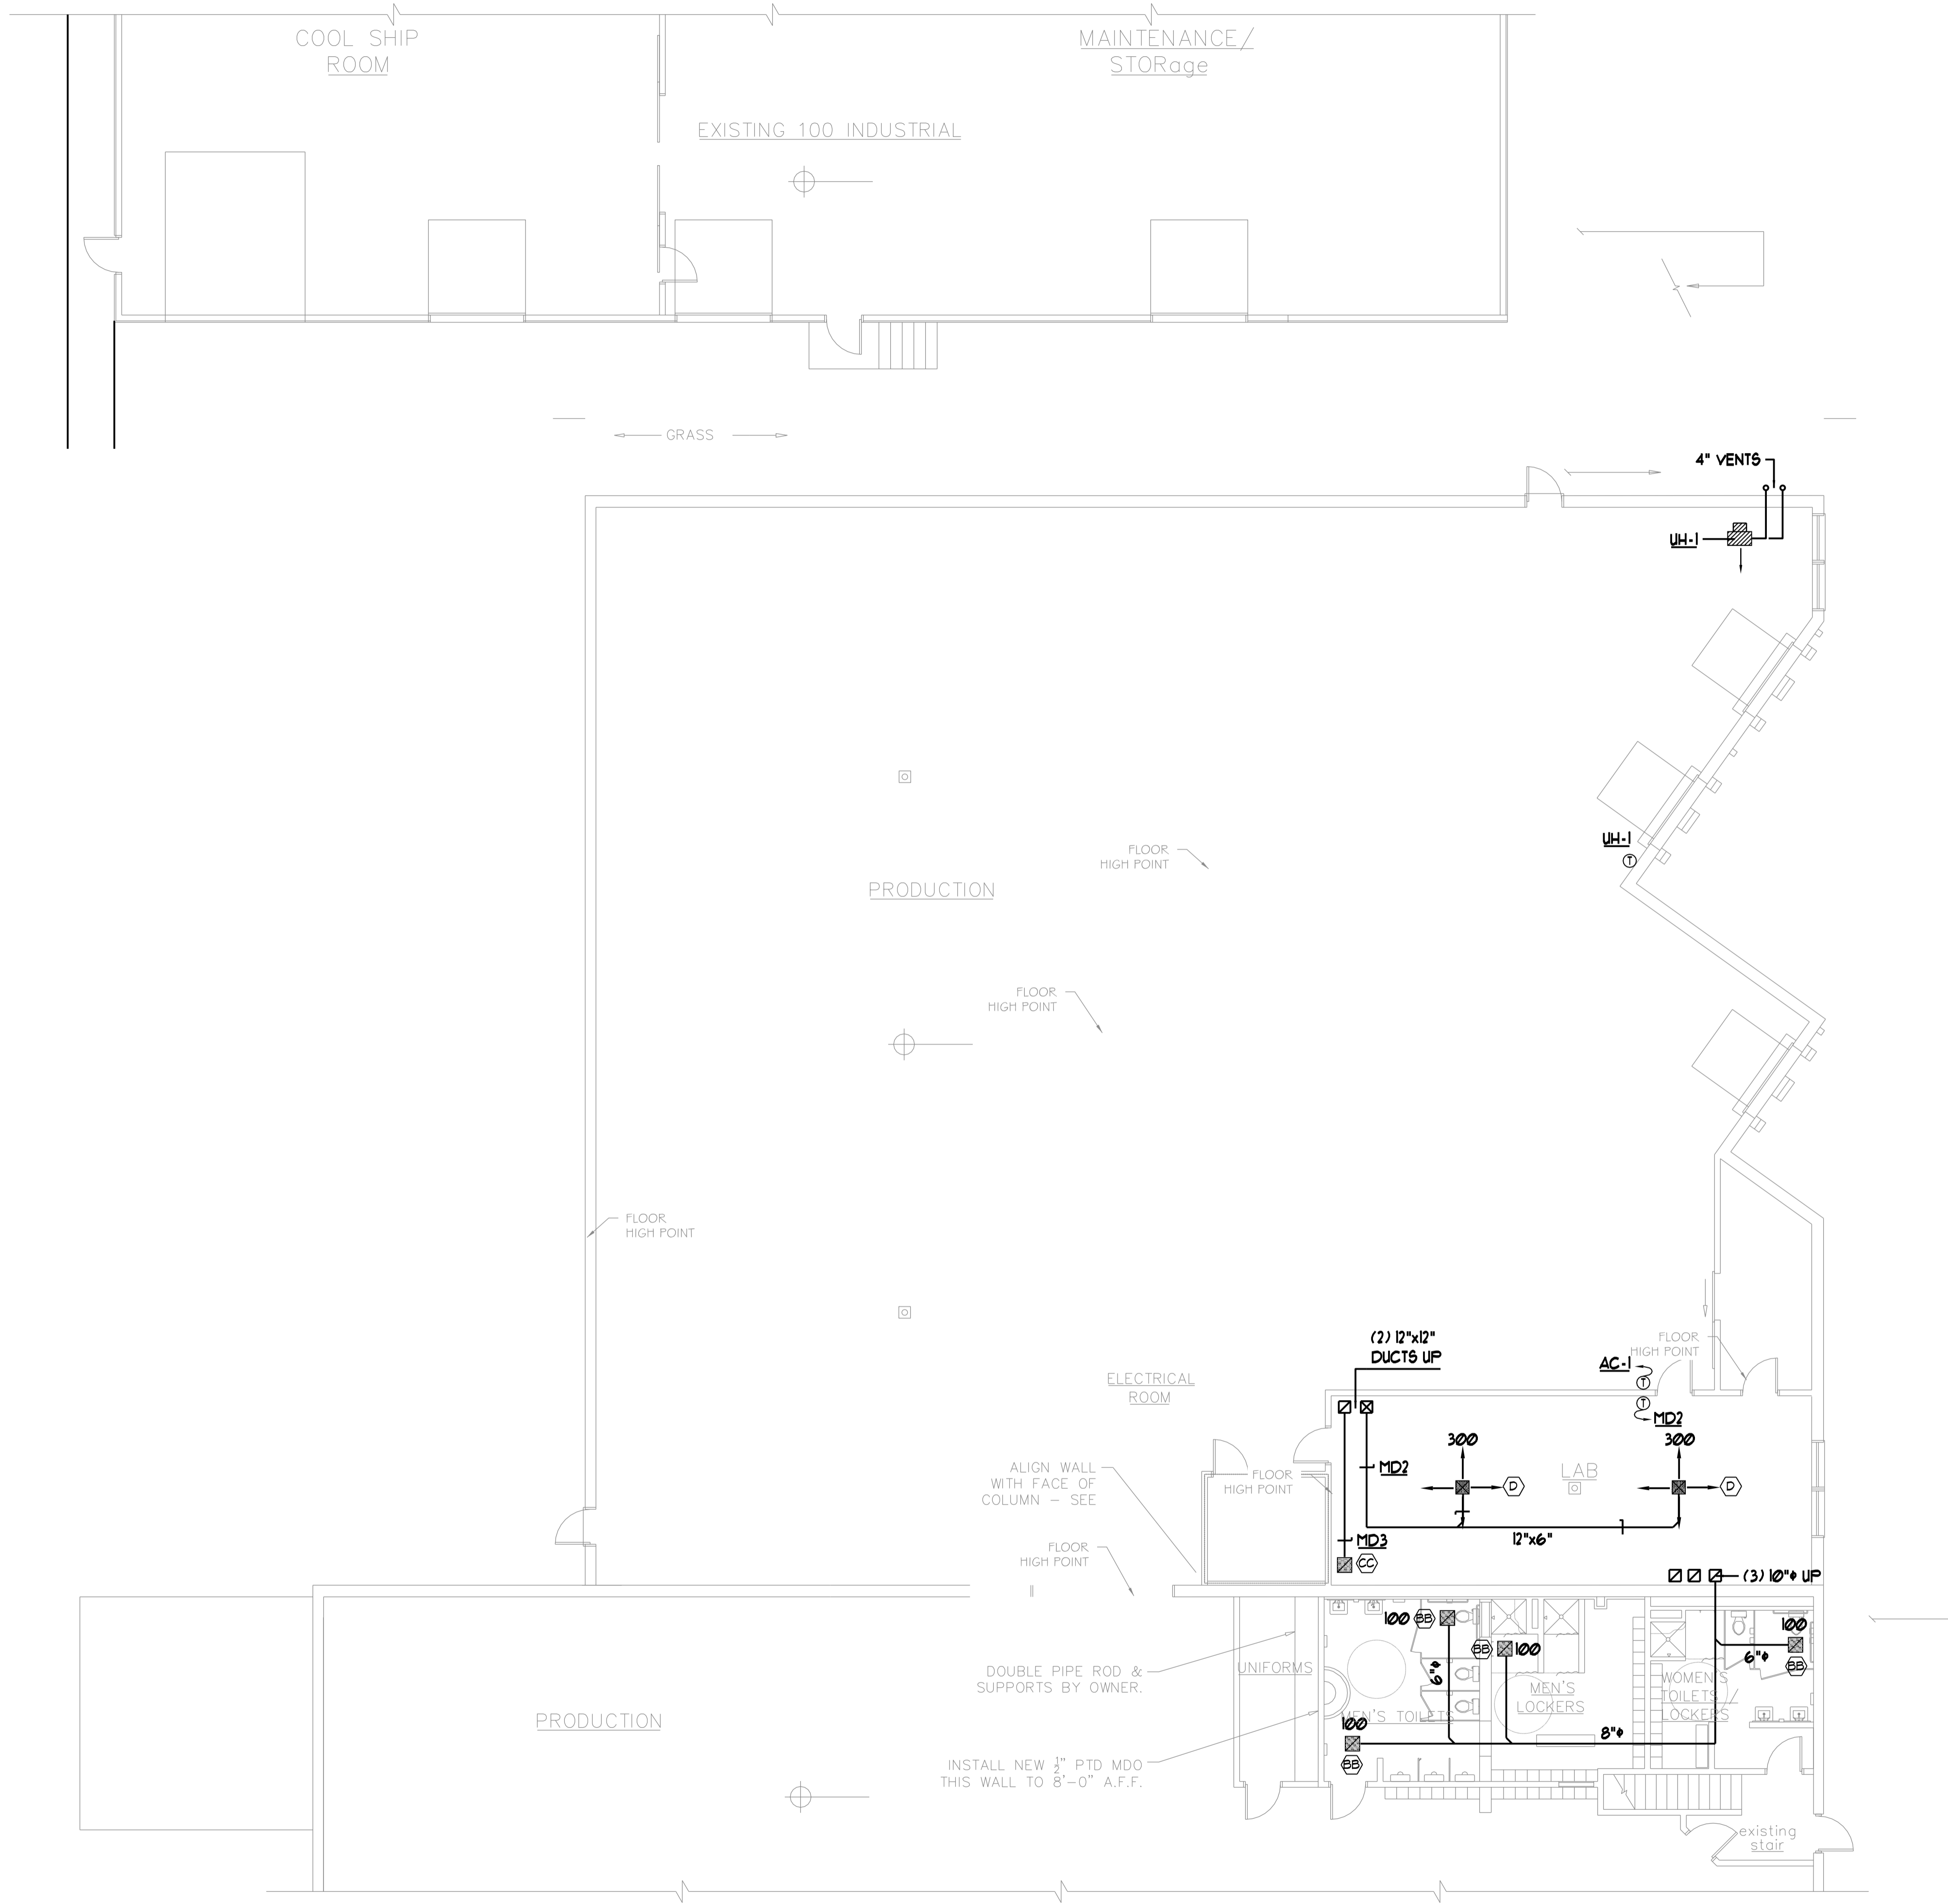 COOL SHIP
ROOM
MAINTENANCE/
STORage
EXISTING 100 INDUSTRIAL
GRASS
4" VENTS
UH-1
UH-1
T
FLOOR
HIGH POINT
PRODUCTION
FLOOR
HIGH POINT
FLOOR
HIGH POINT
(2) 12"x12"
DUCTS UP
FLOOR
HIGH POINT
AC-1
T
T
MD2
ELECTRICAL
ROOM
300
300
MD2
LAB
D
D
ALIGN WALL
WITH FACE OF
COLUMN - SEE
FLOOR
HIGH POINT
12"x6"
MD3
CC
FLOOR
HIGH POINT
(3) 10"ϕ UP
100
BB
BB
100
100
6"ϕ
BB
6"ϕ
DOUBLE PIPE ROD &
SUPPORTS BY OWNER.
UNIFORMS
MEN'S
LOCKERS
WOMEN'S
TOILETS /
LOCKERS
MEN'S TOILETS
PRODUCTION
100
BB
8"ϕ
INSTALL NEW ½" PTD MDO
THIS WALL TO 8'-0" A.F.F.
existing
stair